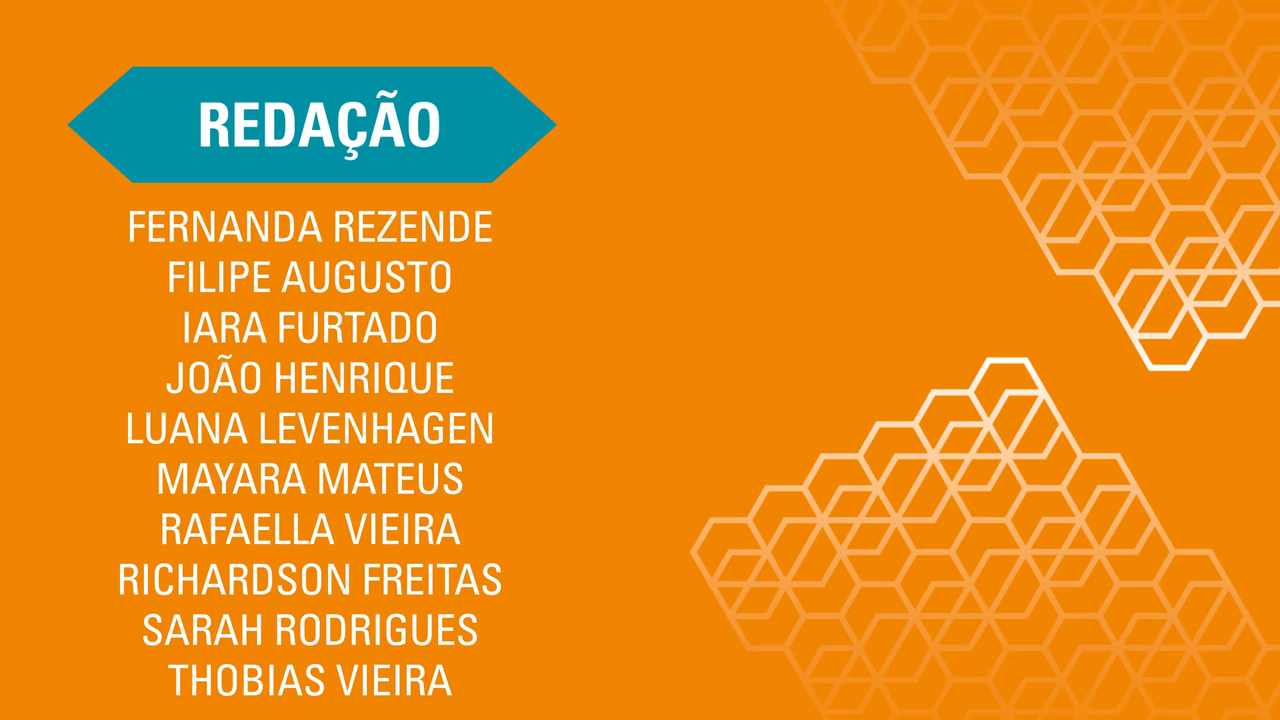 REDAÇÃO
FERNANDA REZENDE
FILIPE AUGUSTO
IARA FURTADO
JOÃO HENRIQUE
LUANA LEVENHAGEN
MAYARA MATEUS
RAFAELLA VIEIRA
RICHARDSON FREITAS
SARAH RODRIGUES
THOBIAS VIEIRA